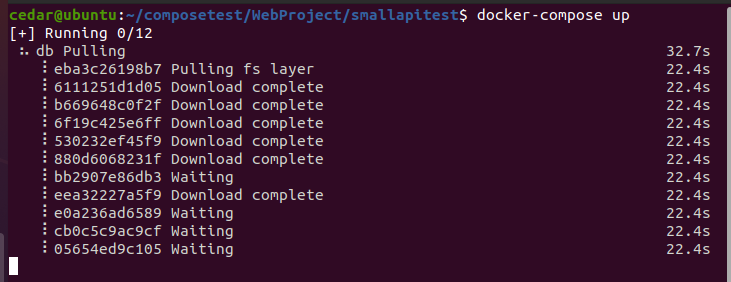 cedar@ubuntu:~/composetest/WebProject/smallapitest$ docker-compose up
[+] Running 0/12
⠦ db Pulling 32.7s
⠸ eba3c26198b7 Pulling fs layer 22.4s
⠸ 6111251d1d05 Download complete 22.4s
⠸ b669648c0f2f Download complete 22.4s
⠸ 6f19c425e6ff Download complete 22.4s
⠸ 530232ef45f9 Download complete 22.4s
⠸ 880d6068231f Download complete 22.4s
⠸ bb2907e86db3 Waiting 22.4s
⠸ eea32227a5f9 Download complete 22.4s
⠸ e0a236ad6589 Waiting 22.4s
⠸ cb0c5c9ac9cf Waiting 22.4s
⠸ 05654ed9c105 Waiting 22.4s